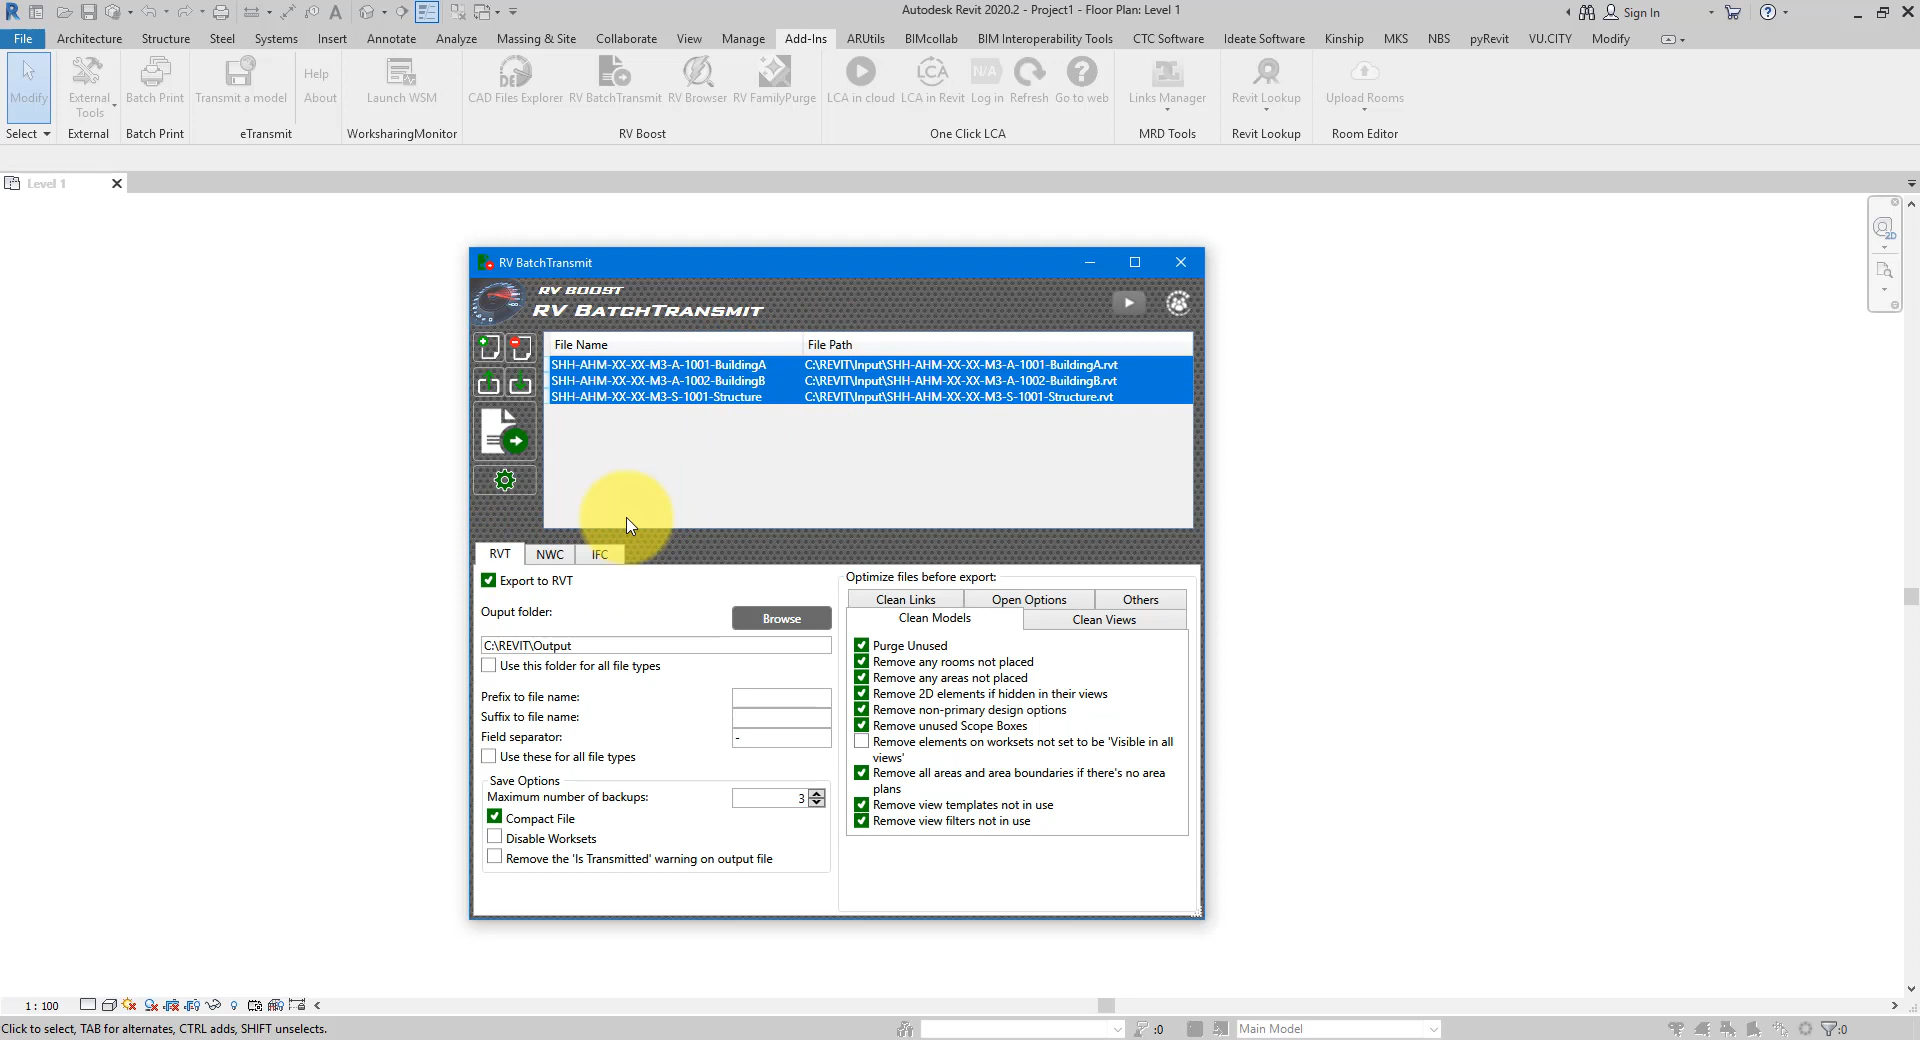 Autodesk Revit 2020.2 - Project1 - Floor Plan: Level 1
Sign In
File Architecture Structure Steel Systems Insert Annotate Analyze Massing & Site Collaborate View Manage Add-Ins ARUtils BIMcollab BIM Interoperability Tools CTC Software Ideate Software Kinship MKS NBS pyRevit VU.CITY Modify
Modify
External Tools
Batch Print
Transmit a model
Help
About
Launch WSM
CAD Files Explorer
RV BatchTransmit
RV Browser
RV FamilyPurge
LCA in cloud
LCA in Revit
N/A
Log in
Refresh
Go to web
Links Manager
Revit Lookup
Upload Rooms
Select External Batch Print eTransmit WorksharingMonitor RV Boost One Click LCA MRD Tools Revit Lookup Room Editor
Level 1
2D
RV BatchTransmit
RV BOOST
RV BATCHTRANSMIT
File Name File Path
SHH-AHM-XX-XX-M3-A-1001-BuildingA C:\REVIT\Input\SHH-AHM-XX-XX-M3-A-1001-BuildingA.rvt
SHH-AHM-XX-XX-M3-A-1002-BuildingB C:\REVIT\Input\SHH-AHM-XX-XX-M3-A-1002-BuildingB.rvt
SHH-AHM-XX-XX-M3-S-1001-Structure C:\REVIT\Input\SHH-AHM-XX-XX-M3-S-1001-Structure.rvt
RVT NWC IFC
Export to RVT
Ouput folder:
Browse
C:\REVIT\Output
Use this folder for all file types
Prefix to file name:
Suffix to file name:
Field separator: -
Use these for all file types
Save Options
Maximum number of backups: 3
Compact File
Disable Worksets
Remove the 'Is Transmitted' warning on output file
Optimize files before export:
Clean Links Open Options Others
Clean Models Clean Views
Purge Unused
Remove any rooms not placed
Remove any areas not placed
Remove 2D elements if hidden in their views
Remove non-primary design options
Remove unused Scope Boxes
Remove elements on worksets not set to be 'Visible in all
views'
Remove all areas and area boundaries if there's no area
plans
Remove view templates not in use
Remove view filters not in use
1 : 100
Click to select, TAB for alternates, CTRL adds, SHIFT unselects.
:0
Main Model
:0